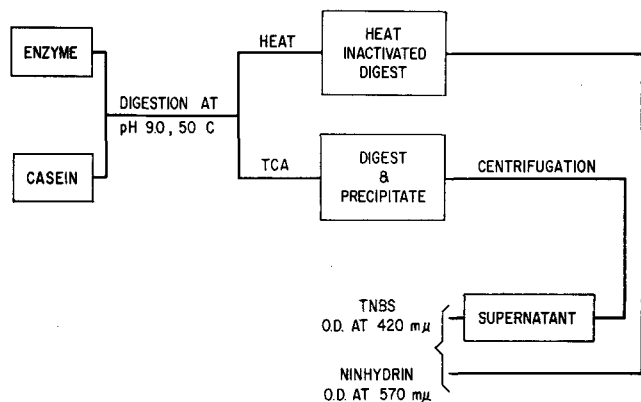 ENZYME
CASEIN
DIGESTION AT
pH 9.0, 50 C
HEAT
HEAT
INACTIVATED
DIGEST
TCA
DIGEST
&
PRECIPITATE
CENTRIFUGATION
TNBS
O.D. AT 420 mμ
SUPERNATANT
NINHYDRIN
O.D. AT 570 mμ